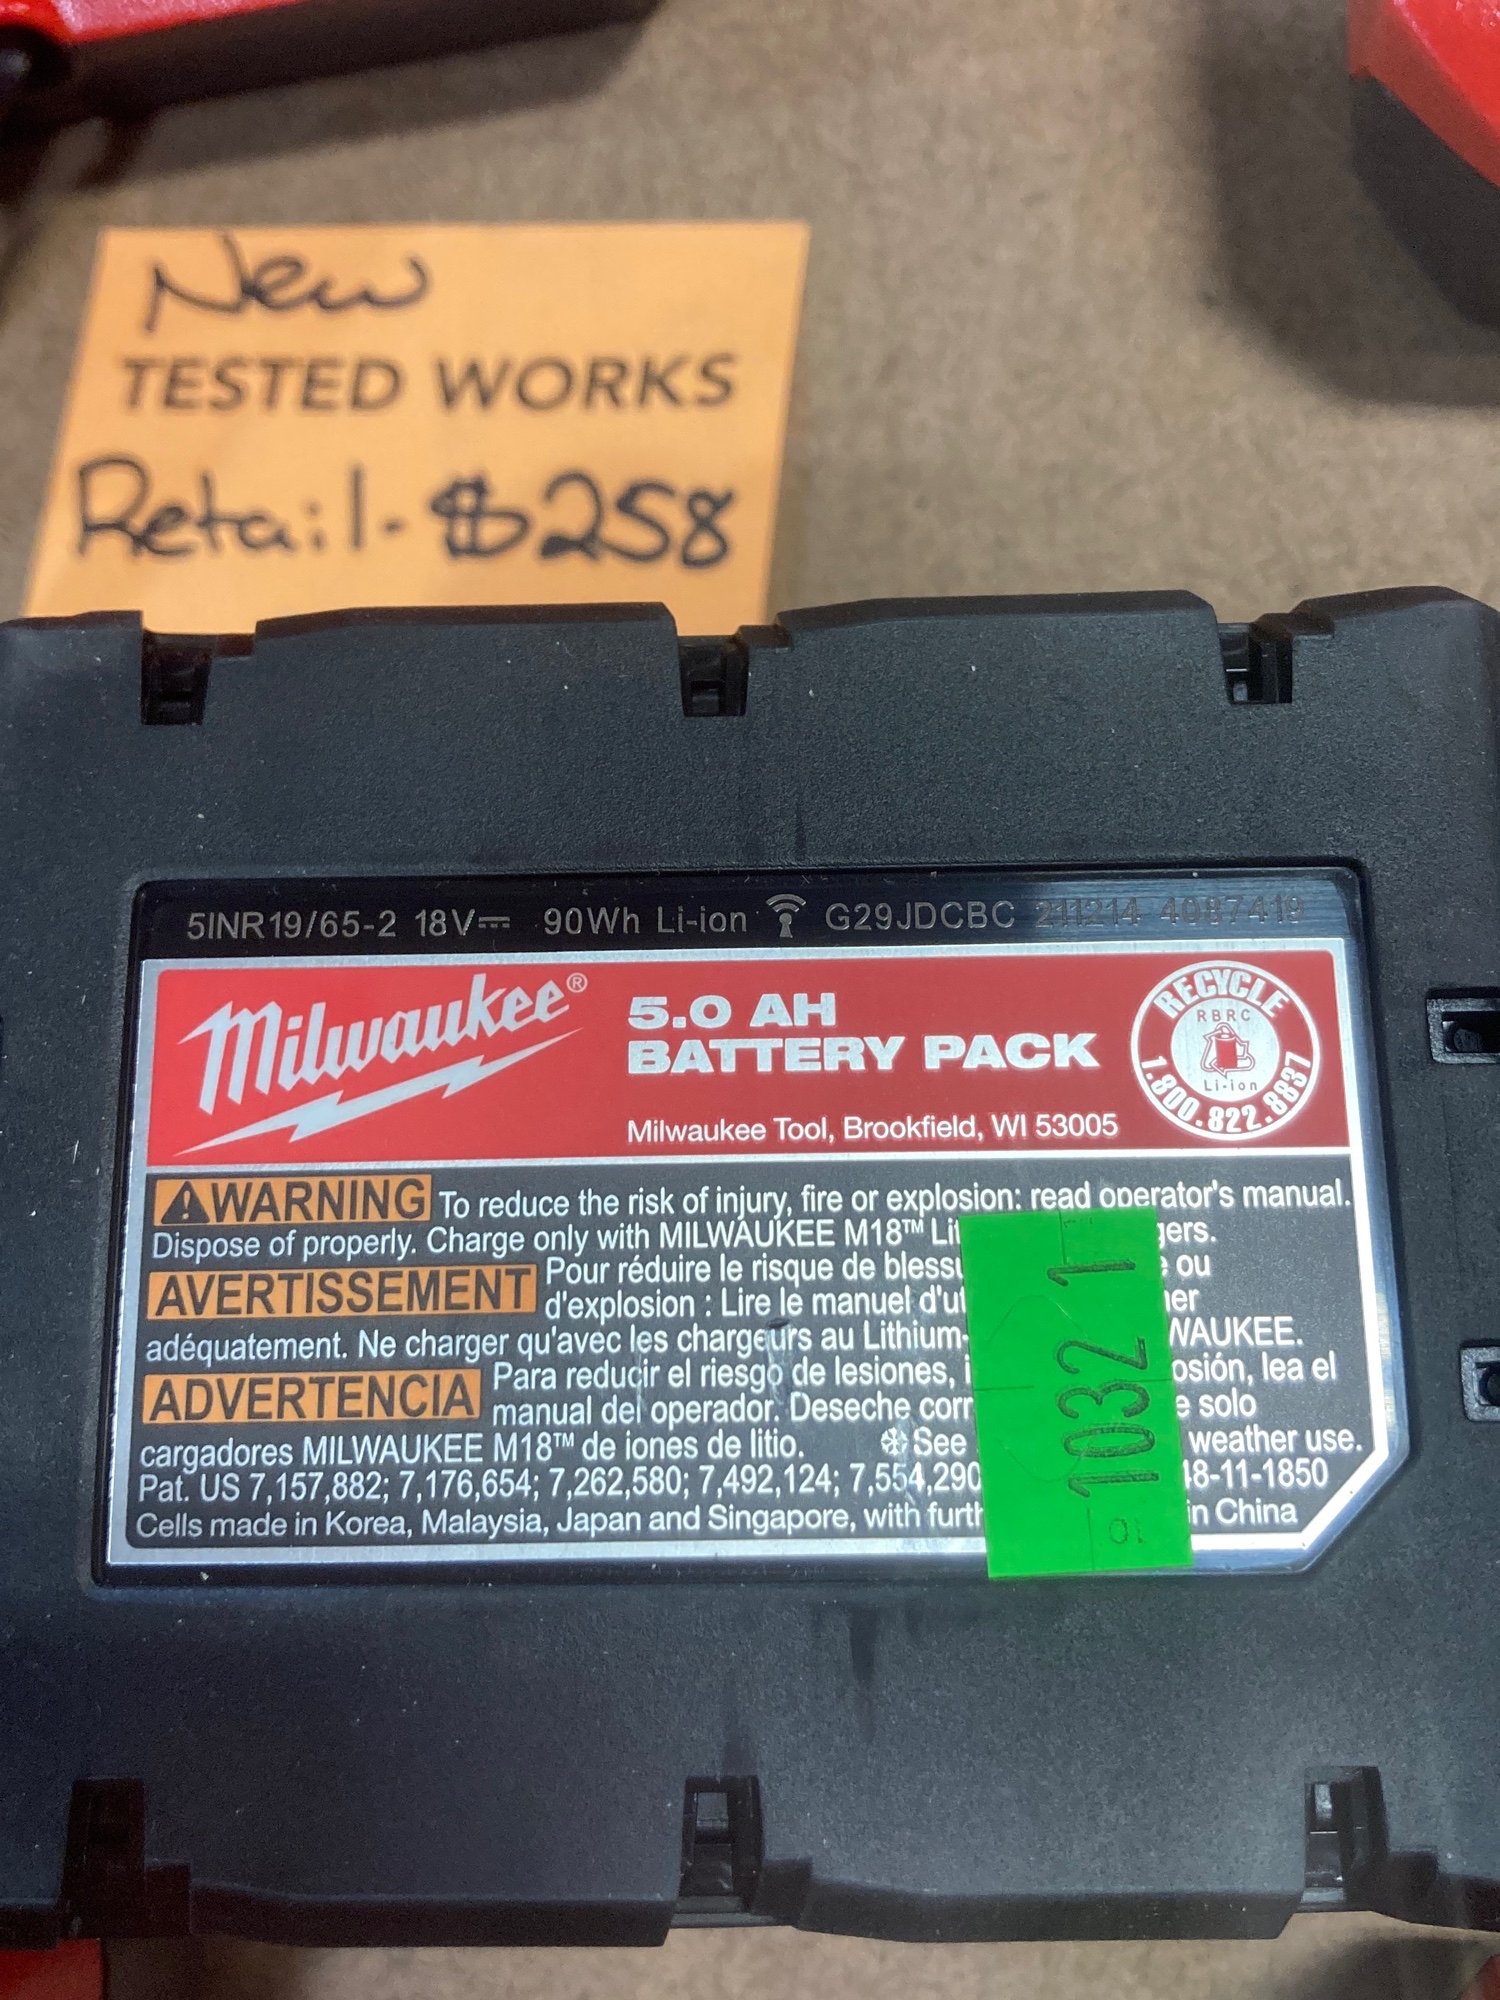 New
TESTED WORKS
Retail - $258
5INR19/65-2 18V 90Wh Li-ion G29JDCBC 211214 4087419
Milwaukee®
5.0 AH
BATTERY PACK
Milwaukee Tool, Brookfield, WI 53005
RECYCLE
RBRC
Li-ion
1.800.822.8837
WARNING To reduce the risk of injury, fire or explosion: read operator's manual.
Dispose of properly. Charge only with MILWAUKEE M18™ Li gers.
AVERTISSEMENT Pour réduire le risque de bless ou
d'explosion : Lire le manuel d'ut
adéquatement. Ne charger qu'avec les chargeurs au Lithium- WAUKEE.
ADVERTENCIA Para reducir el riesgo de lesiones, i osión, lea el
manual del operador. Deseche corr e solo
cargadores MILWAUKEE M18™ de iones de litio. See weather use.
Pat. US 7,157,882; 7,176,654; 7,262,580; 7,492,124; 7,554,290 48-11-1850
Cells made in Korea, Malaysia, Japan and Singapore, with furth in China
1032 1